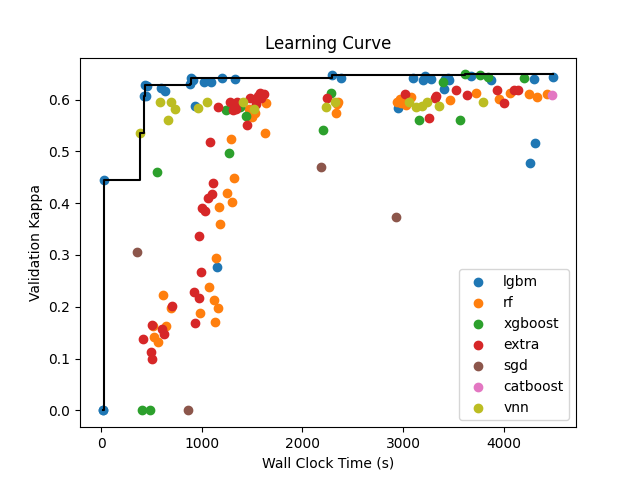 Learning Curve
Validation Kappa
0.6
0.5
0.4
0.3
0.2
0.1
0.0
lgbm
rf
xgboost
extra
sgd
catboost
vnn
0 1000 2000 3000 4000
Wall Clock Time (s)